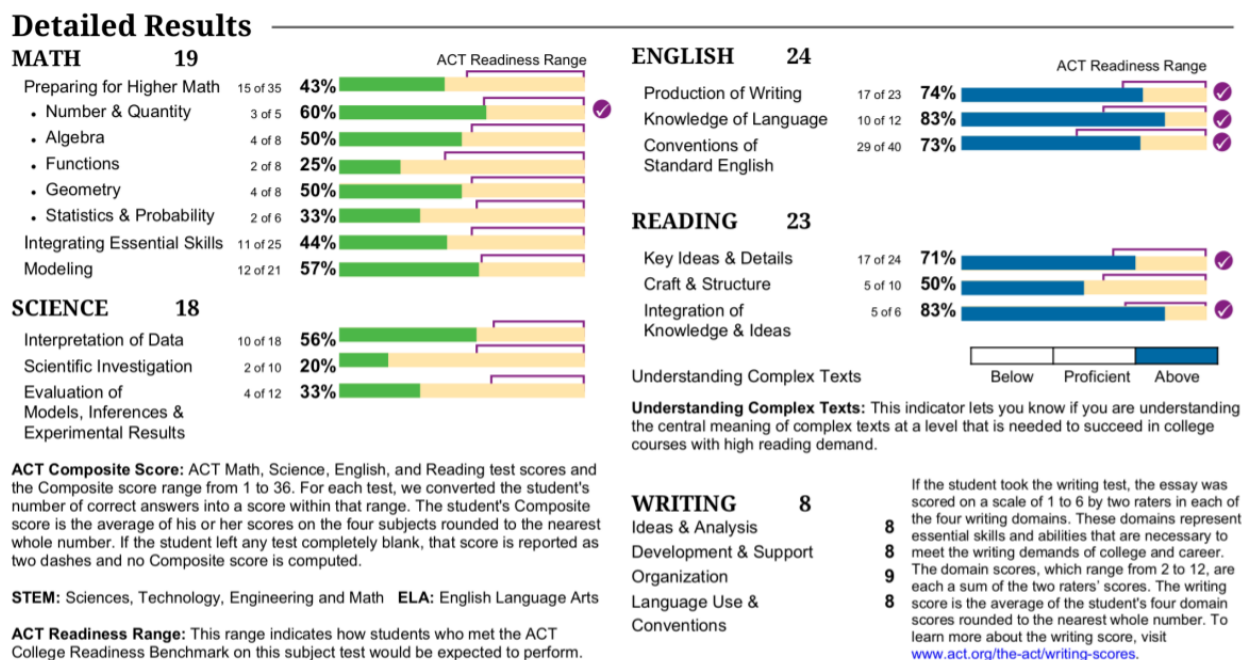 Detailed Results
MATH 19
ACT Readiness Range
Preparing for Higher Math 15 of 35 43%
• Number & Quantity 3 of 5 60%
• Algebra 4 of 8 50%
• Functions 2 of 8 25%
• Geometry 4 of 8 50%
• Statistics & Probability 2 of 6 33%
Integrating Essential Skills 11 of 25 44%
Modeling 12 of 21 57%
SCIENCE 18
Interpretation of Data 10 of 18 56%
Scientific Investigation 2 of 10 20%
Evaluation of 4 of 12 33%
Models, Inferences &
Experimental Results
ACT Composite Score: ACT Math, Science, English, and Reading test scores and
the Composite score range from 1 to 36. For each test, we converted the student's
number of correct answers into a score within that range. The student's Composite
score is the average of his or her scores on the four subjects rounded to the nearest
whole number. If the student left any test completely blank, that score is reported as
two dashes and no Composite score is computed.
STEM: Sciences, Technology, Engineering and Math ELA: English Language Arts
ACT Readiness Range: This range indicates how students who met the ACT
College Readiness Benchmark on this subject test would be expected to perform.
ENGLISH 24
ACT Readiness Range
Production of Writing 17 of 23 74%
Knowledge of Language 10 of 12 83%
Conventions of 29 of 40 73%
Standard English
READING 23
Key Ideas & Details 17 of 24 71%
Craft & Structure 5 of 10 50%
Integration of 5 of 6 83%
Knowledge & Ideas
Understanding Complex Texts Below Proficient Above
Understanding Complex Texts: This indicator lets you know if you are understanding
the central meaning of complex texts at a level that is needed to succeed in college
courses with high reading demand.
WRITING 8
Ideas & Analysis 8
Development & Support 8
Organization 9
Language Use & 8
Conventions
If the student took the writing test, the essay was
scored on a scale of 1 to 6 by two raters in each of
the four writing domains. These domains represent
essential skills and abilities that are necessary to
meet the writing demands of college and career.
The domain scores, which range from 2 to 12, are
each a sum of the two raters' scores. The writing
score is the average of the student's four domain
scores rounded to the nearest whole number. To
learn more about the writing score, visit
www.act.org/the-act/writing-scores.